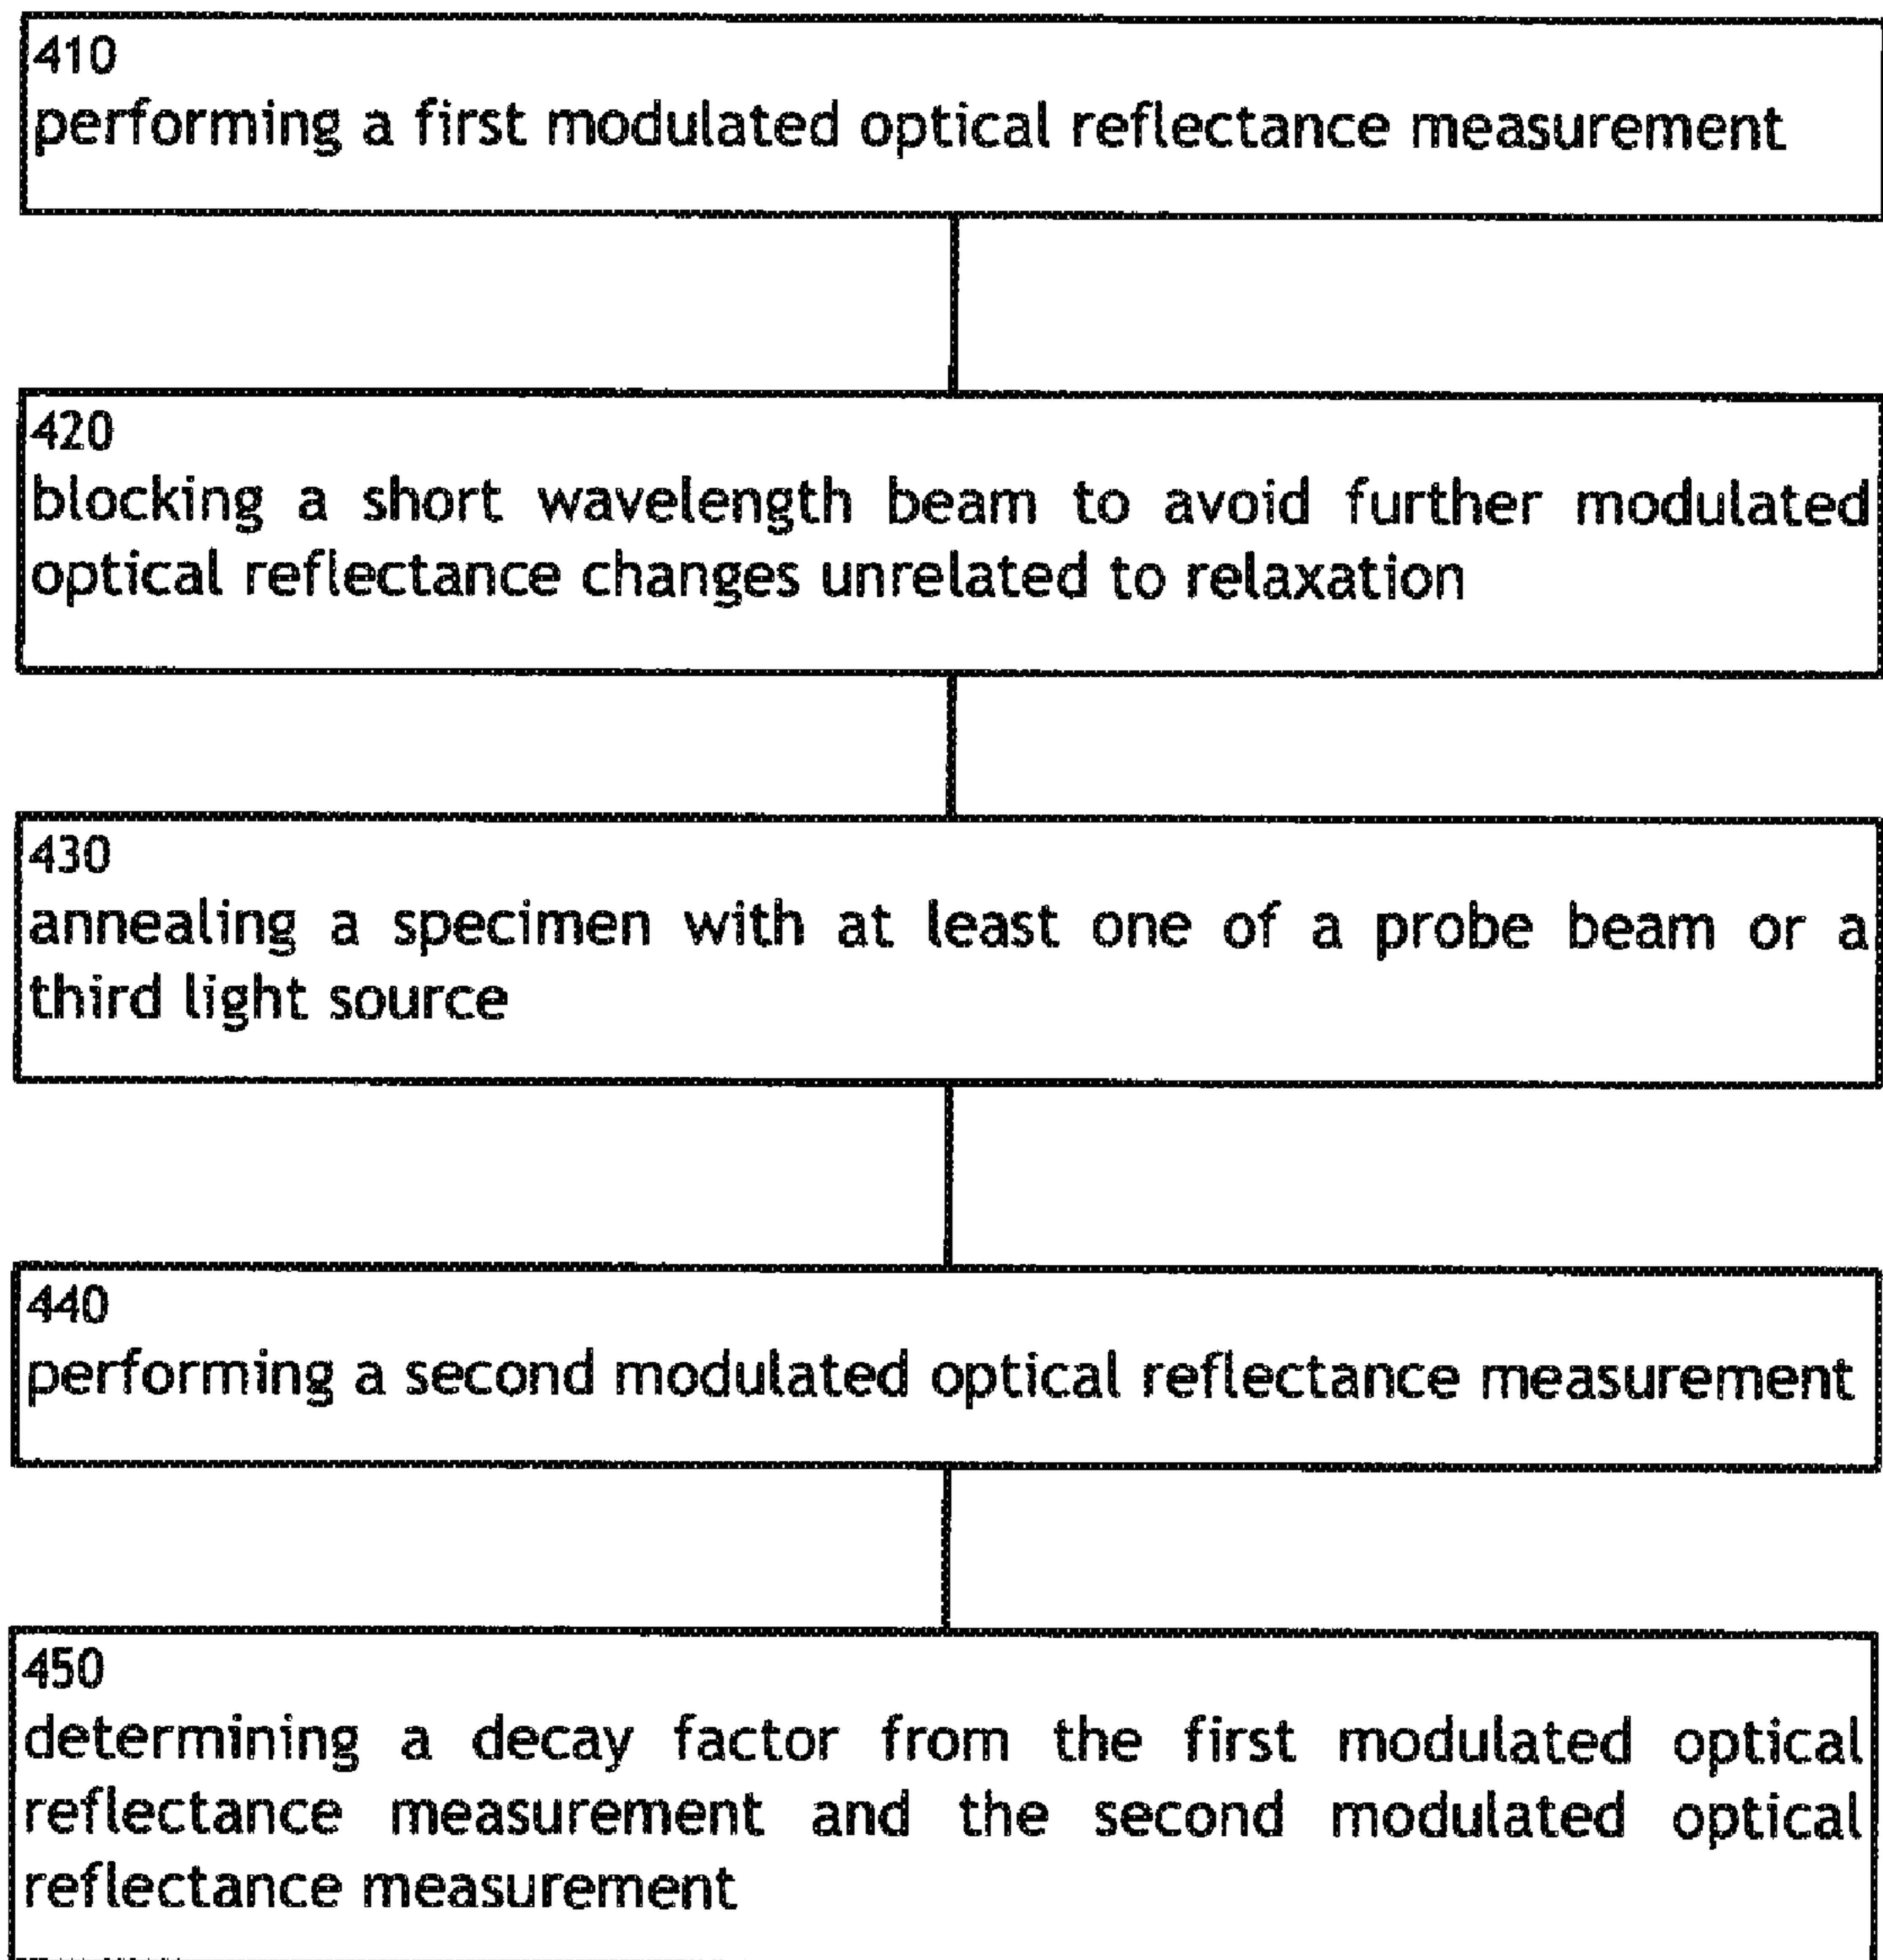 410
performing a first modulated optical reflectance measurement
420
blocking a short wavelength beam to avoid further modulated
optical reflectance changes unrelated to relaxation
430
annealing a specimen with at least one of a probe beam or a
third light source
440
performing a second modulated optical reflectance measurement
450
determining a decay factor from the first modulated optical
reflectance measurement and the second modulated optical
reflectance measurement